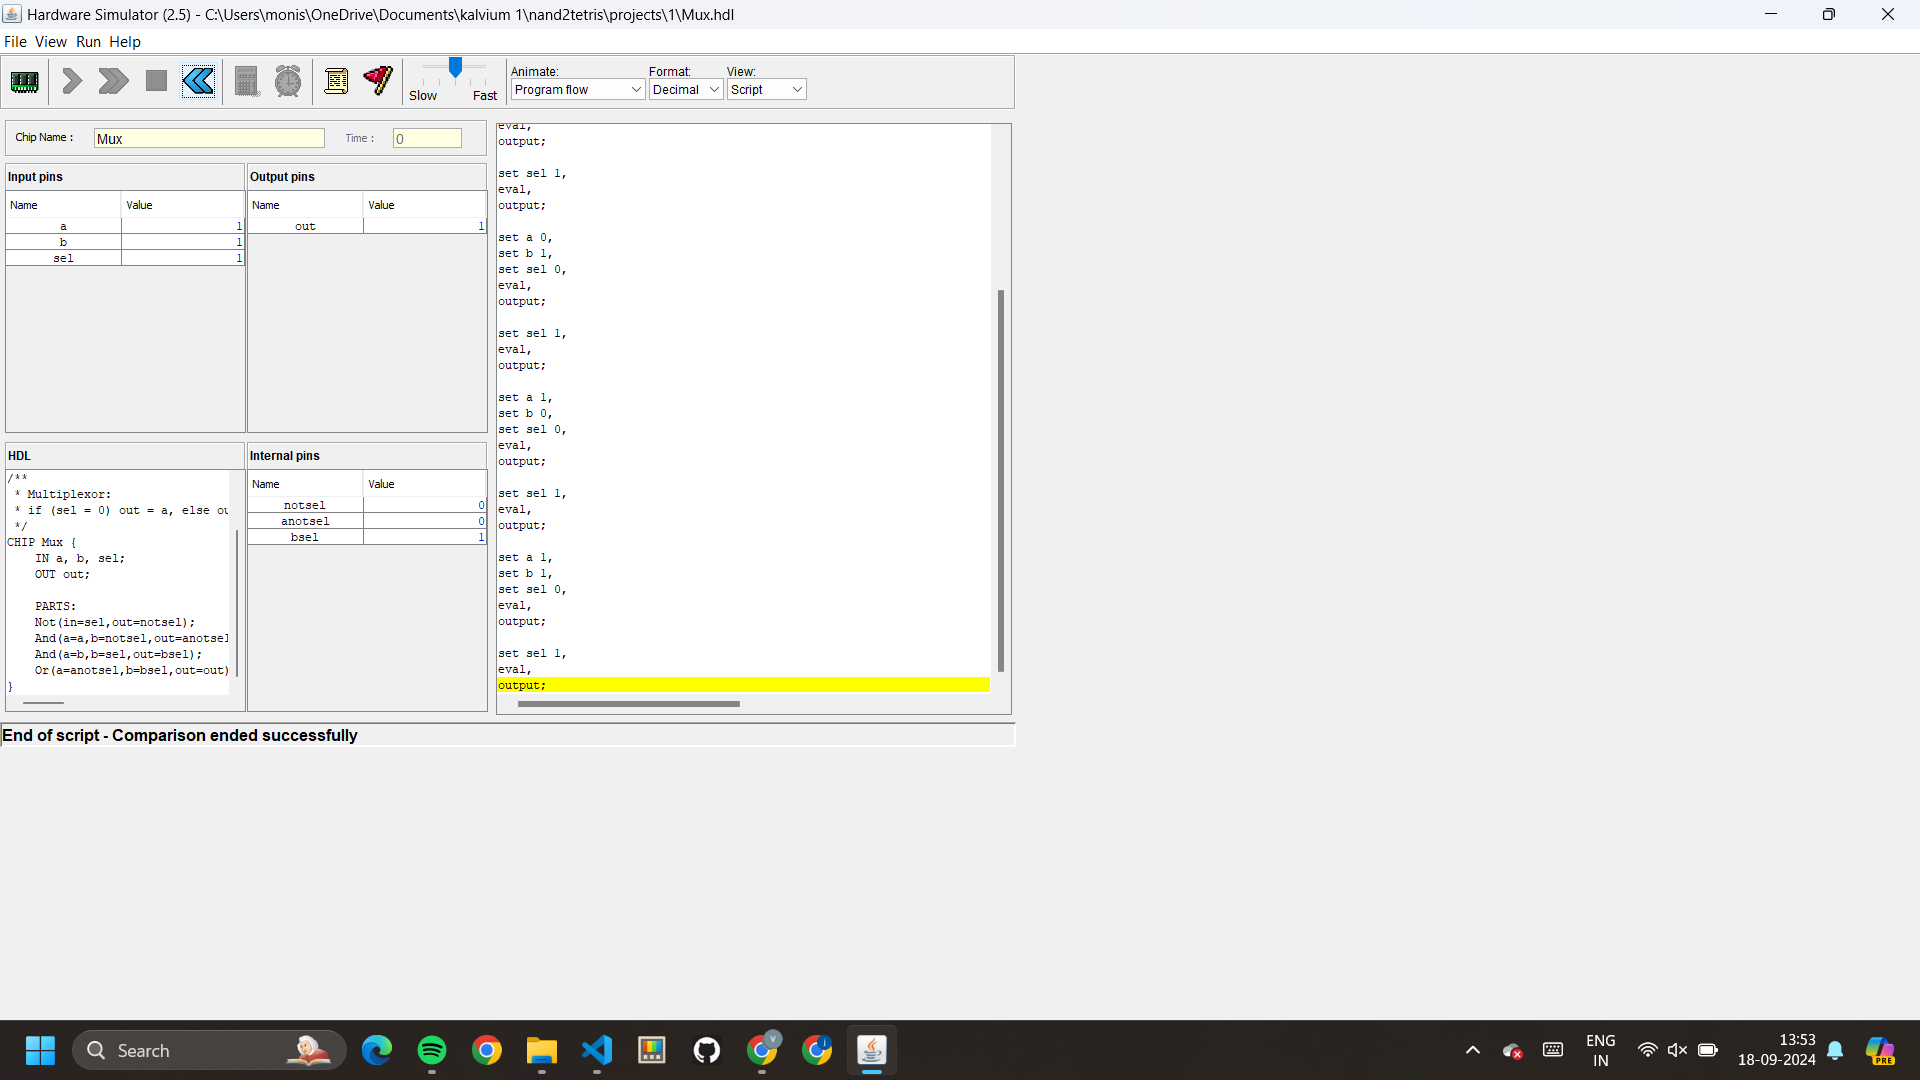 Hardware Simulator (2.5) - C:\Users\monis\OneDrive\Documents\kalvium 1\nand2tetris\projects\1\Mux.hdl
File View Run Help
Slow Fast
Animate: Format: View:
Program flow Decimal Script
Chip Name : Mux Time : 0
Input pins
Name Value
a 1
b 1
sel 1
Output pins
Name Value
out 1
HDL
/**
 * Multiplexor:
 * if (sel = 0) out = a, else ou
 */
CHIP Mux {
    IN a, b, sel;
    OUT out;

    PARTS:
    Not(in=sel,out=notsel);
    And(a=a,b=notsel,out=anotsel
    And(a=b,b=sel,out=bsel);
    Or(a=anotsel,b=bsel,out=out)
}
Internal pins
Name Value
notsel 0
anotsel 0
bsel 1
eval,
output;

set sel 1,
eval,
output;

set a 0,
set b 1,
set sel 0,
eval,
output;

set sel 1,
eval,
output;

set a 1,
set b 0,
set sel 0,
eval,
output;

set sel 1,
eval,
output;

set a 1,
set b 1,
set sel 0,
eval,
output;

set sel 1,
eval,
output;
End of script - Comparison ended successfully
Search
V
i
ENG
IN
13:53
18-09-2024
PRE